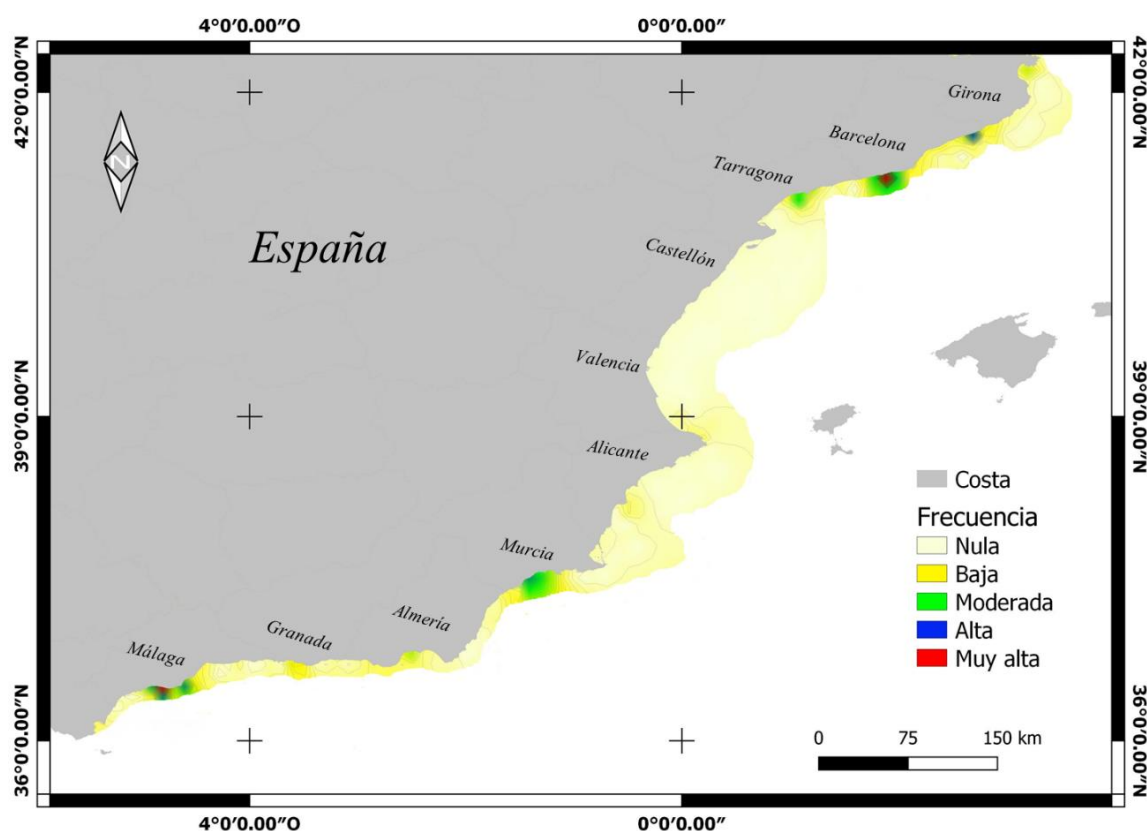 4°0′0.00″O
0°0′0.00″
42°0′0.00″N
42°0′0.00″N
Girona
Barcelona
Tarragona
N
España
Castellón
Valencia
39°0′0.00″N
39°0′0.00″N
Alicante
Costa
Frecuencia
Nula
Baja
Moderada
Alta
Muy alta
Murcia
Almería
Granada
Málaga
0 75 150 km
36°0′0.00″N
36°0′0.00″N
4°0′0.00″O
0°0′0.00″